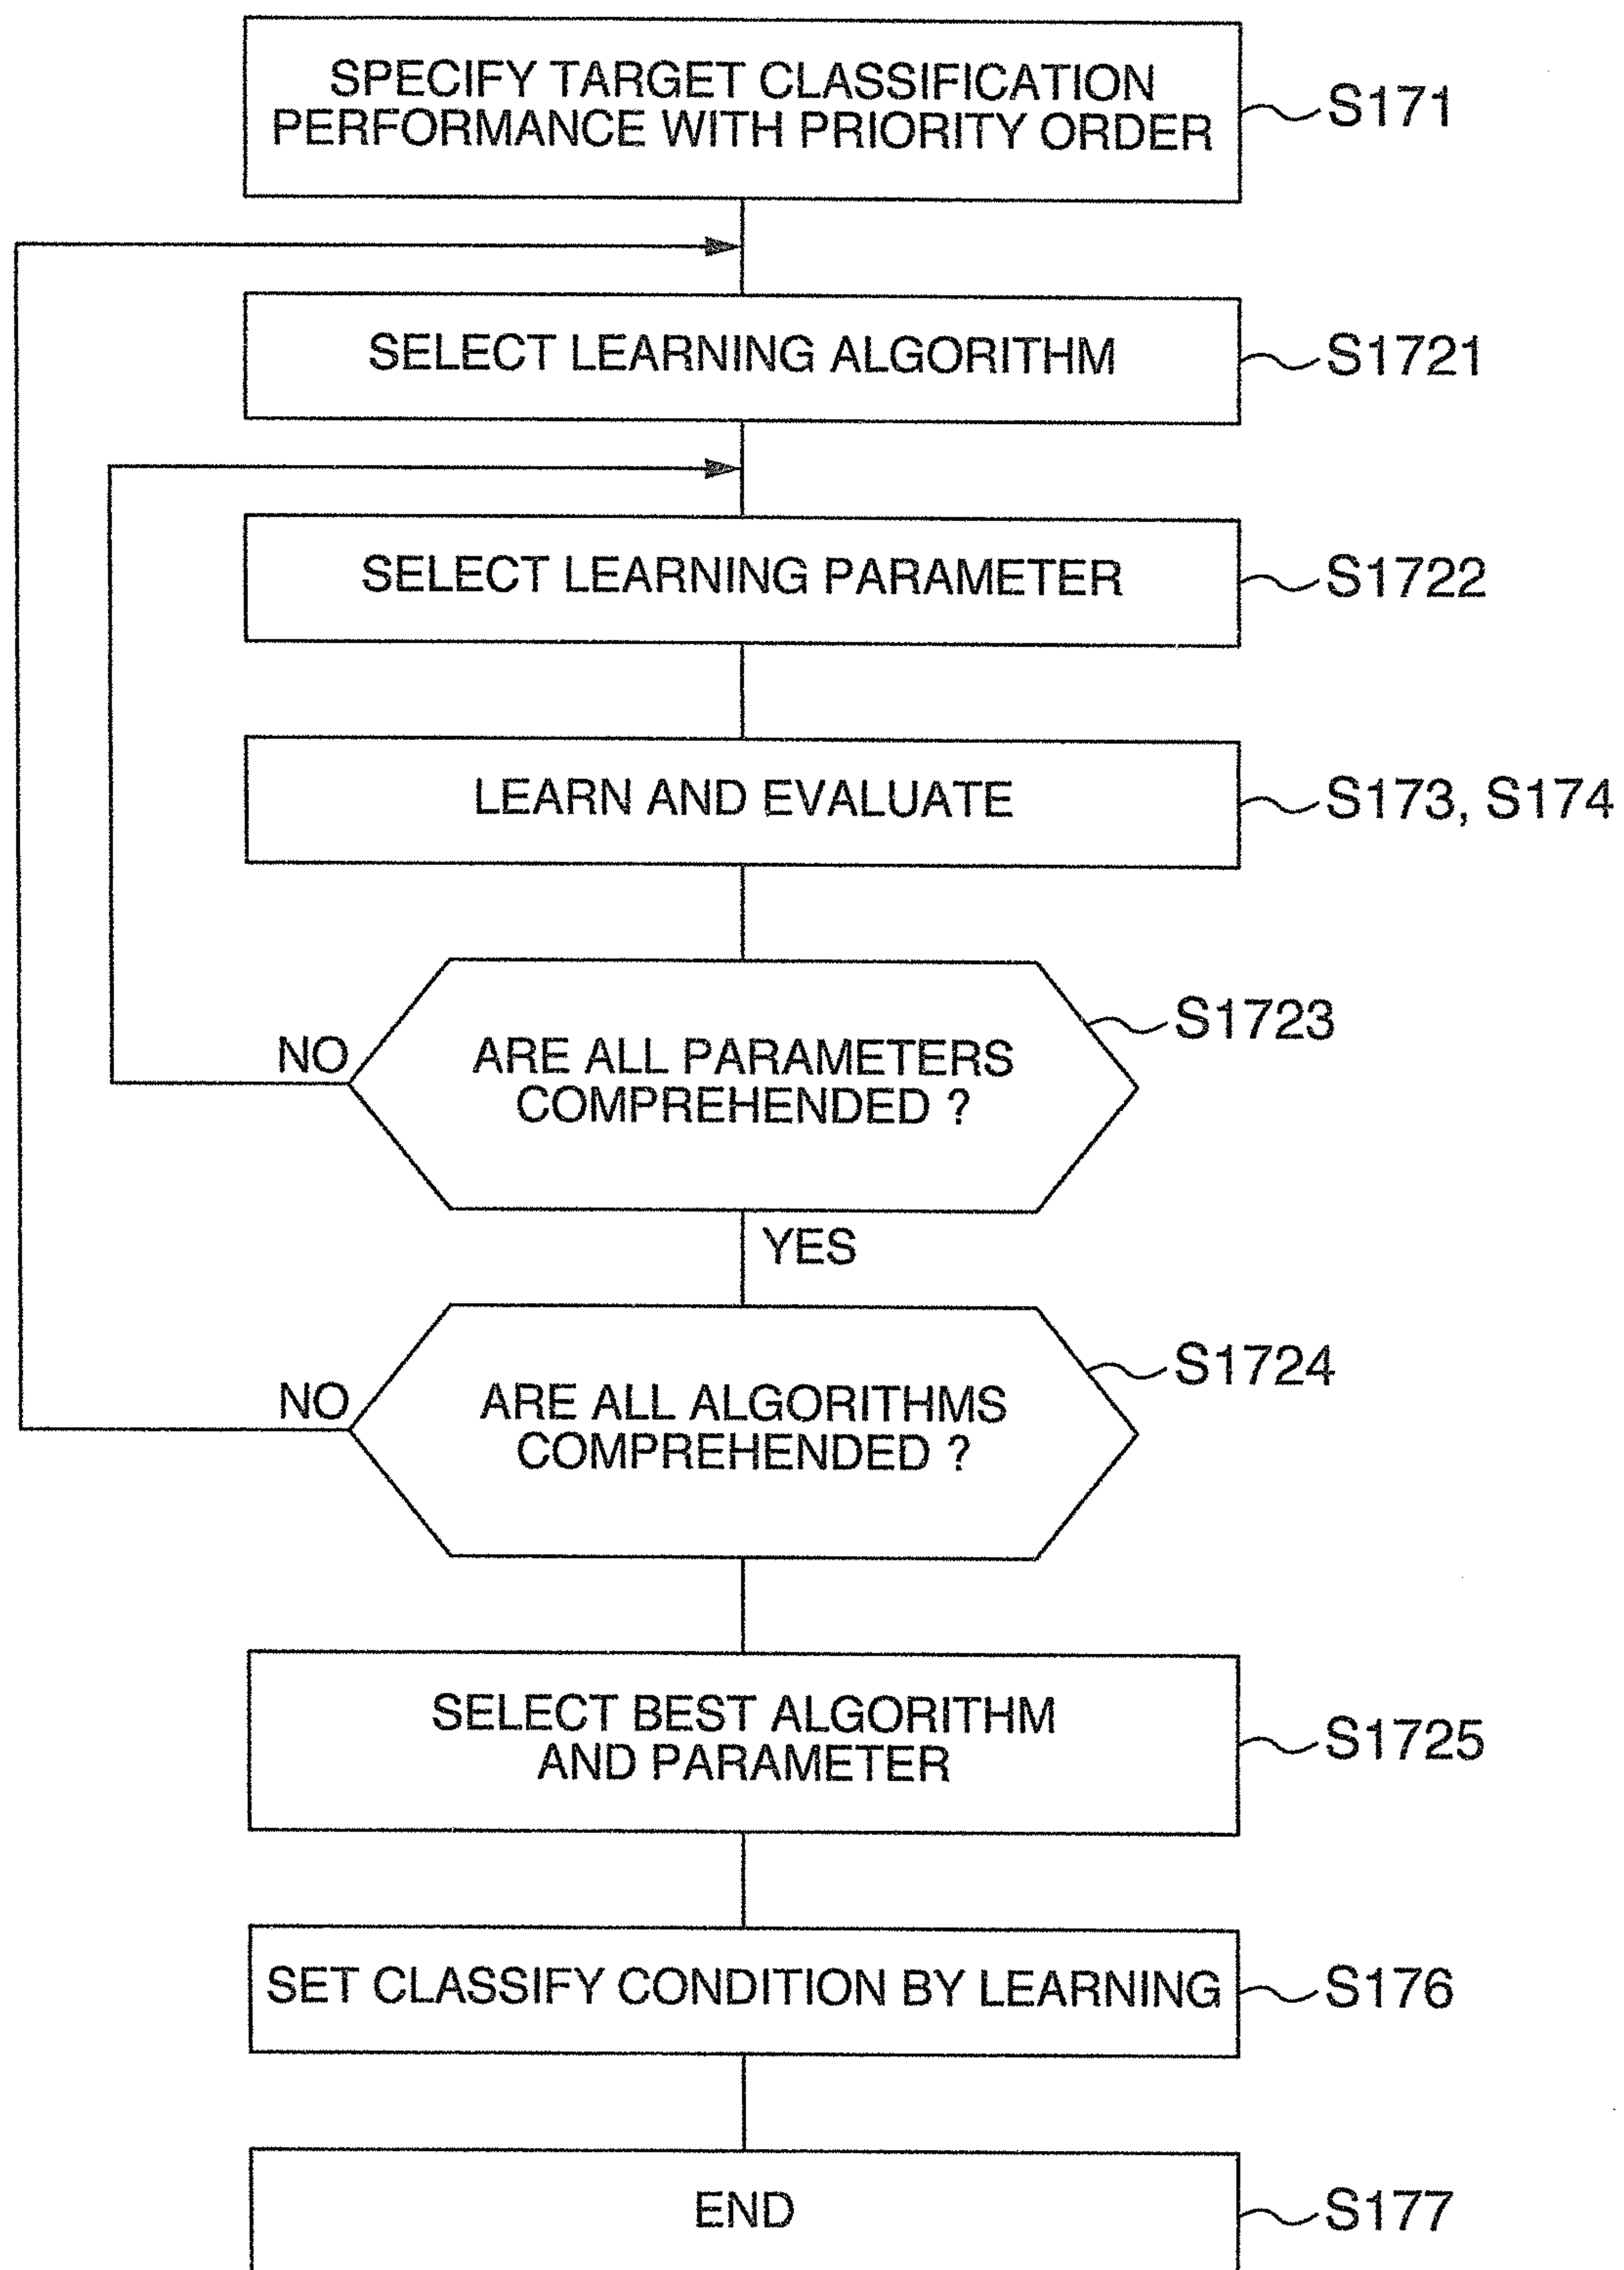 SPECIFY TARGET CLASSIFICATION
PERFORMANCE WITH PRIORITY ORDER
S171
SELECT LEARNING ALGORITHM
S1721
SELECT LEARNING PARAMETER
S1722
LEARN AND EVALUATE
S173, S174
S1723
NO
ARE ALL PARAMETERS
COMPREHENDED ?
YES
S1724
NO
ARE ALL ALGORITHMS
COMPREHENDED ?
SELECT BEST ALGORITHM
AND PARAMETER
S1725
SET CLASSIFY CONDITION BY LEARNING
S176
END
S177